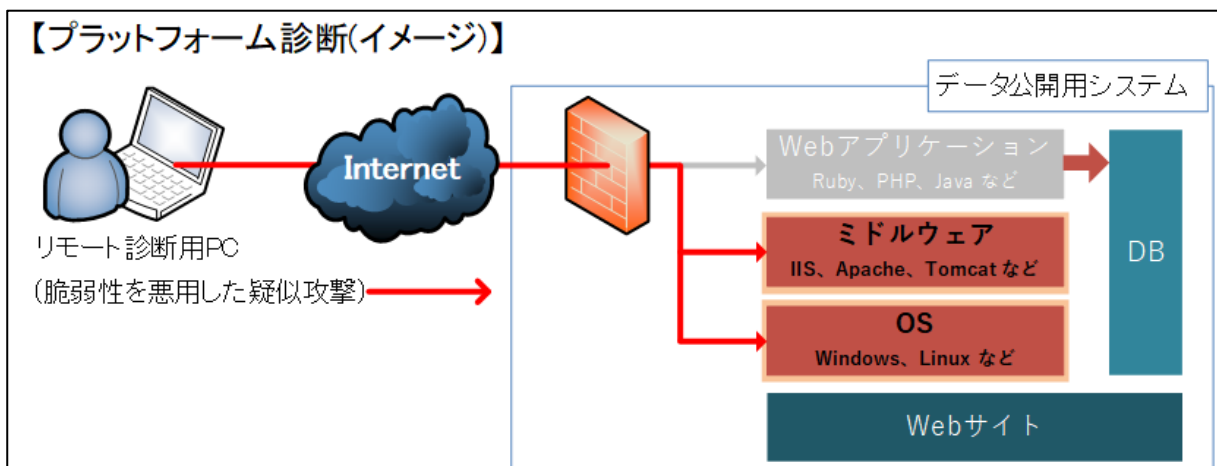 【プラットフォーム診断(イメージ)】
データ公開用システム
Internet
Webアプリケーション
Ruby、PHP、Java など
ミドルウェア
IIS、Apache、Tomcat など
OS
Windows、Linux など
DB
Webサイト
リモート診断用PC
(脆弱性を悪用した疑似攻撃)